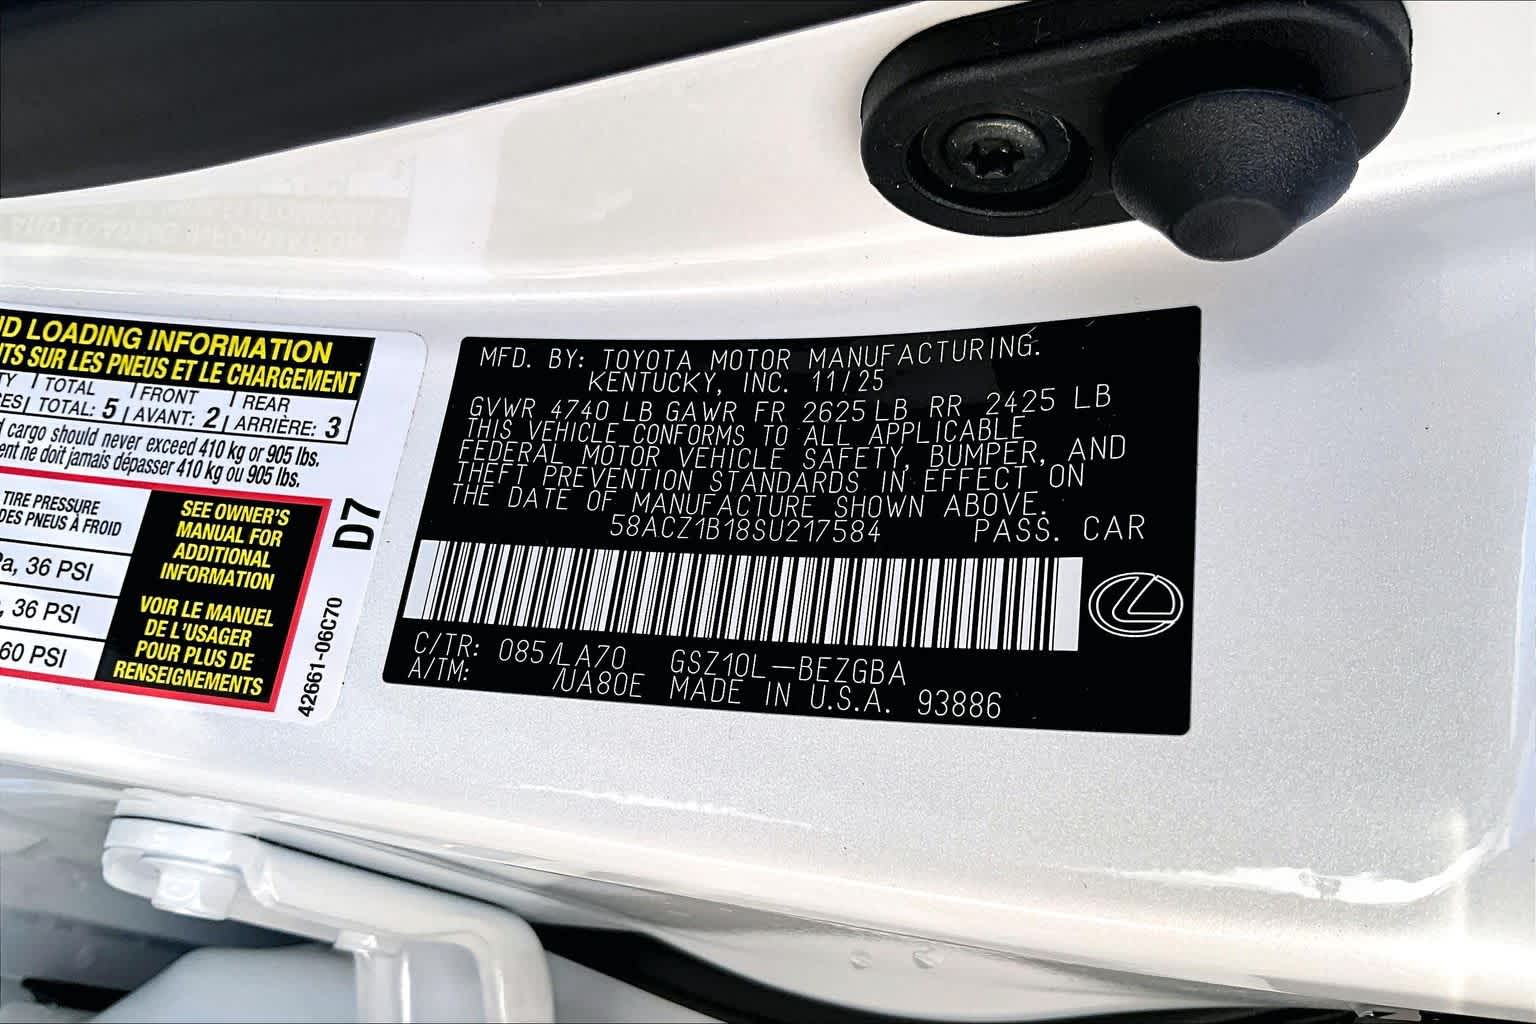 ND LOADING INFORMATION
NTS SUR LES PNEUS ET LE CHARGEMENT
TOTAL FRONT REAR
TOTAL: 5 AVANT: 2 ARRIÈRE: 3
cargo should never exceed 410 kg or 905 lbs.
ent ne doit jamais dépasser 410 kg ou 905 lbs.
TIRE PRESSURE
DES PNEUS À FROID
a, 36 PSI
, 36 PSI
60 PSI
SEE OWNER'S
MANUAL FOR
ADDITIONAL
INFORMATION
VOIR LE MANUEL
DE L'USAGER
POUR PLUS DE
RENSEIGNEMENTS
D7
42661-06C70
MFD. BY: TOYOTA MOTOR MANUFACTURING.
KENTUCKY, INC. 11/25
GVWR 4740 LB GAWR FR 2625 LB RR 2425 LB
THIS VEHICLE CONFORMS TO ALL APPLICABLE
FEDERAL MOTOR VEHICLE SAFETY, BUMPER, AND
THEFT PREVENTION STANDARDS IN EFFECT ON
THE DATE OF MANUFACTURE SHOWN ABOVE.
58ACZ1B18SU217584 PASS. CAR
C/TR: 085/LA70 GSZ10L-BEZGBA
A/TM: /UA80E MADE IN U.S.A. 93886